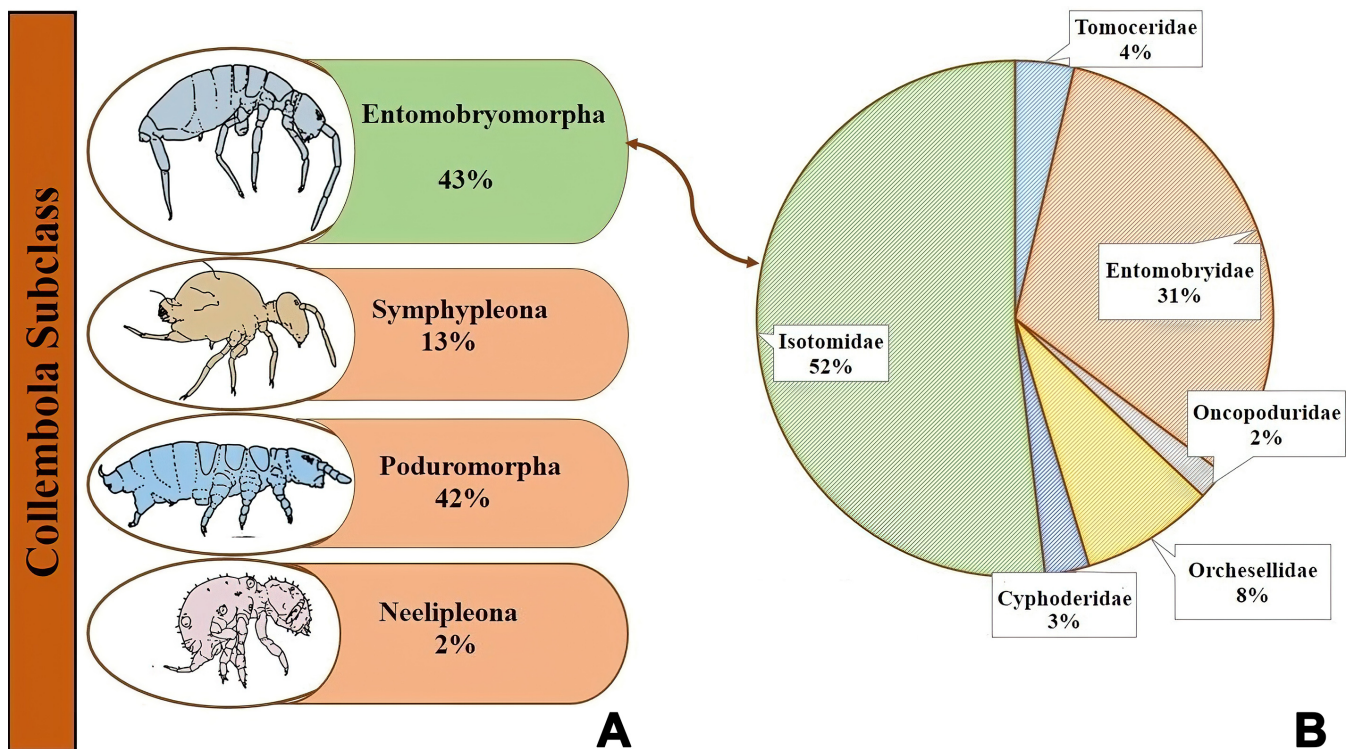 Collembola Subclass
Entomobryomorpha
43%
Symphypleona
13%
Poduromorpha
42%
Neelipleona
2%
A
Tomoceridae
4%
Entomobryidae
31%
Isotomidae
52%
Oncopoduridae
2%
Orchesellidae
8%
Cyphoderidae
3%
B